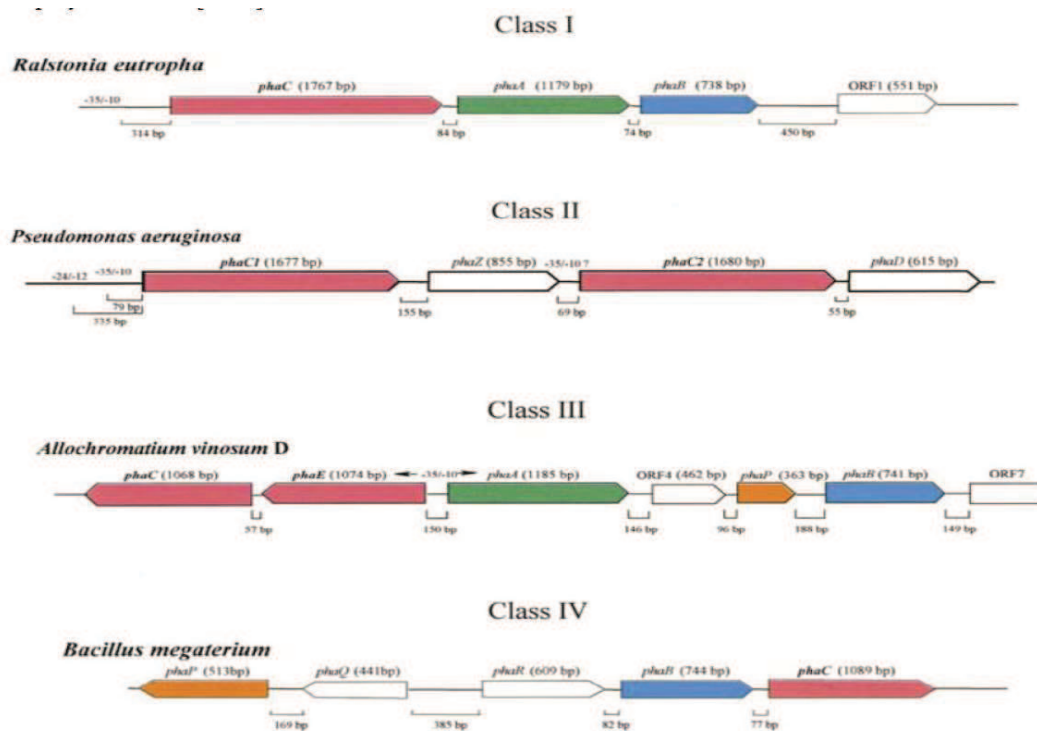 Class I
Ralstonia eutropha
-35/-10 phaC (1767 bp) phaA (1179 bp) phaB (738 bp) ORF1 (551 bp)
314 bp 84 bp 74 bp 450 bp
Class II
Pseudomonas aeruginosa
-24/-12 -35/-10 phaC1 (1677 bp) phaZ (855 bp) -35/-10 ? phaC2 (1680 bp) phaD (615 bp)
79 bp 155 bp 69 bp 55 bp
335 bp
Class III
Allochromatium vinosum D
phaC (1068 bp) phaE (1074 bp) -35/-10 phaA (1185 bp) ORF4 (462 bp) phaP (363 bp) phaB (741 bp) ORF7
57 bp 150 bp 146 bp 96 bp 188 bp 149 bp
Class IV
Bacillus megaterium
phaP (513bp) phaQ (441bp) phaR (609 bp) phaB (744 bp) phaC (1089 bp)
169 bp 385 bp 82 bp 77 bp